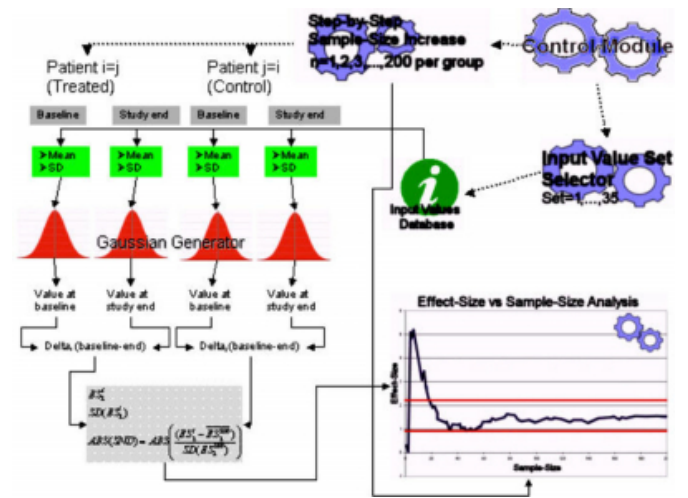 Step-by-Step
Sample-Size Increase
n=1,2,3,...,200 per group
Control Module
Patient i=j
(Treated)
Patient j=i
(Control)
Baseline
Study end
Baseline
Study end
➤Mean
➤SD
➤Mean
➤SD
➤Mean
➤SD
➤Mean
➤SD
Input Value Set
Selector
Set=1,...,35
i
Input Values
Database
Gaussian Generator
Value at
baseline
Value at
study end
Value at
baseline
Value at
study end
Delta,(baseline-end)
Delta,(baseline-end)
Effect-Size vs Sample-Size Analysis
Effect-Size
Sample-Size